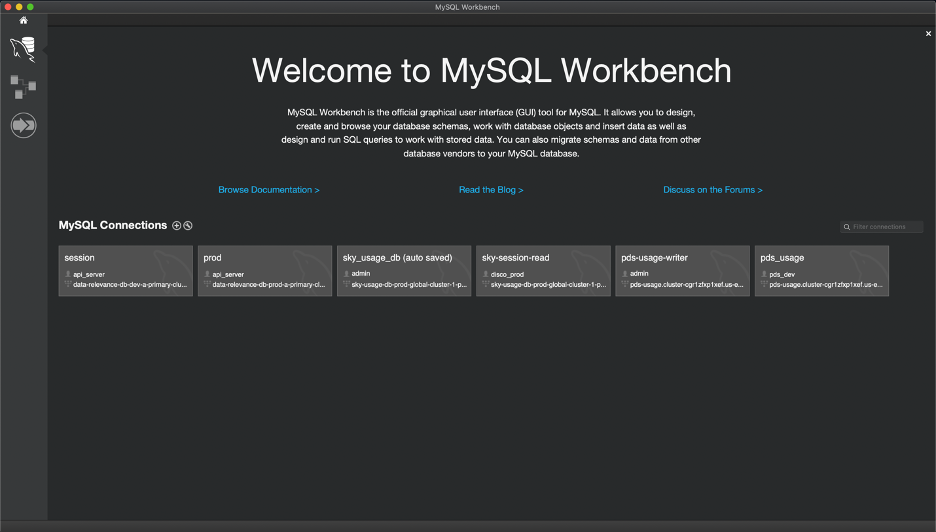 MySQL Workbench
Welcome to MySQL Workbench
MySQL Workbench is the official graphical user interface (GUI) tool for MySQL. It allows you to design,
create and browse your database schemas, work with database objects and insert data as well as
design and run SQL queries to work with stored data. You can also migrate schemas and data from other
database vendors to your MySQL database.
Browse Documentation >
Read the Blog >
Discuss on the Forums >
MySQL Connections
Filter connections
session
api_server
data-relevance-db-dev-a-primary-clu...
prod
api_server
data-relevance-db-prod-a-primary-cl...
sky_usage_db (auto saved)
admin
sky-usage-db-prod-global-cluster-1-p...
sky-session-read
disco_prod
sky-usage-db-prod-global-cluster-1-p...
pds-usage-writer
admin
pds-usage.cluster-cgr1zfxp1xef.us-e...
pds_usage
pds_dev
pds-usage.cluster-cgr1zfxp1xef.us-e...